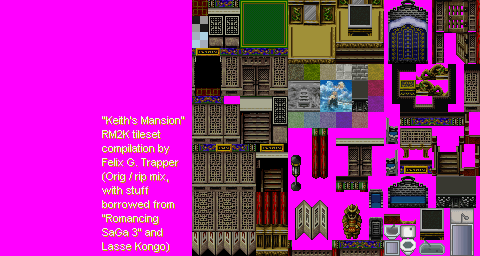 "Keith's Mansion"
RM2K tileset
compilation by
Felix G. Trapper
(Orig / rip mix,
with stuff
borrowed from
"Romancing
SaGa 3" and
Lasse Kongo)